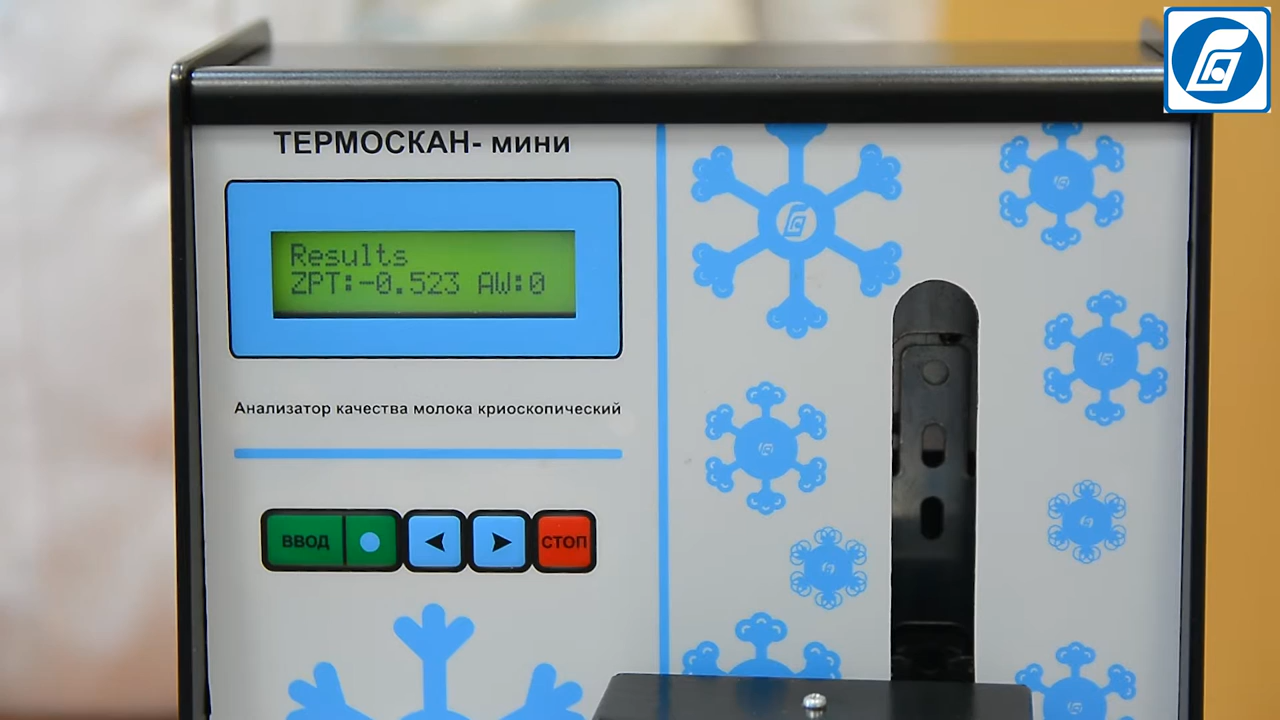 ТЕРМОСКАН- мини
Results
ZPT:-0.523 AW:0
Анализатор качества молока криоскопический
ВВОД
СТОП